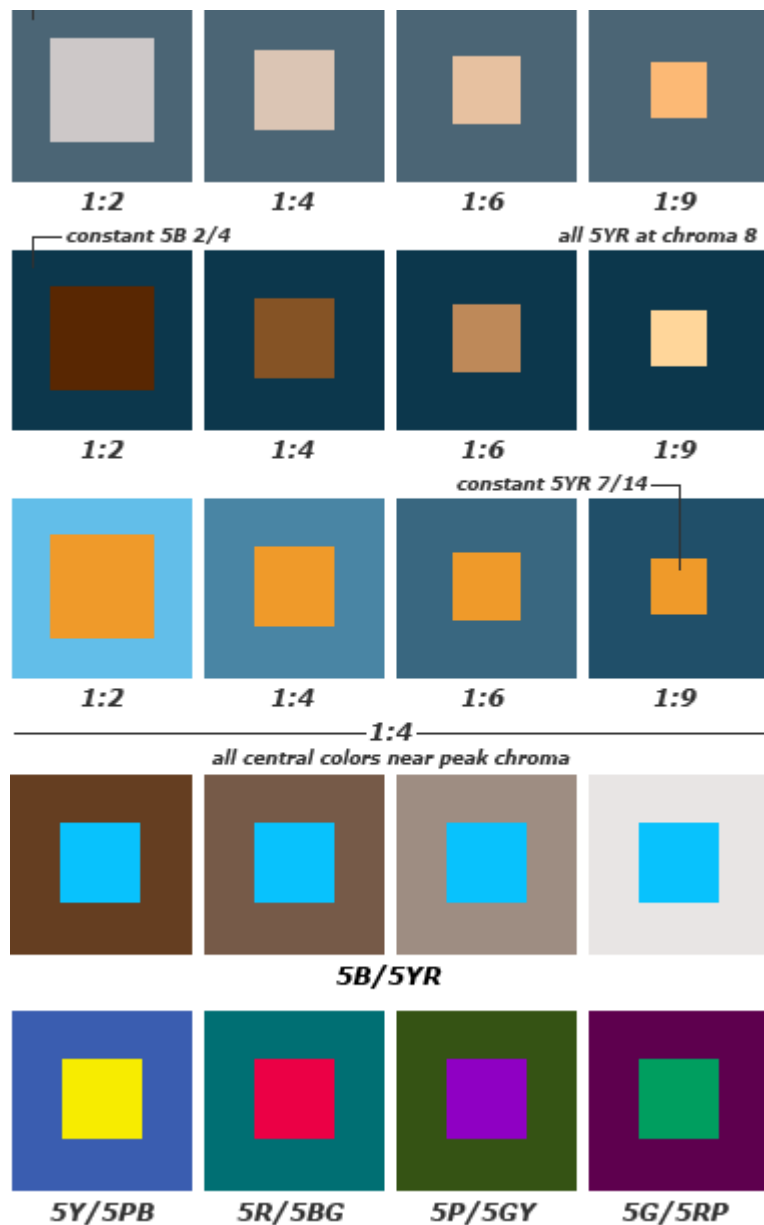 1:2 1:4 1:6 1:9
constant 5B 2/4 all 5YR at chroma 8
1:2 1:4 1:6 1:9
constant 5YR 7/14
1:2 1:4 1:6 1:9
1:4
all central colors near peak chroma
5B/5YR
5Y/5PB 5R/5BG 5P/5GY 5G/5RP